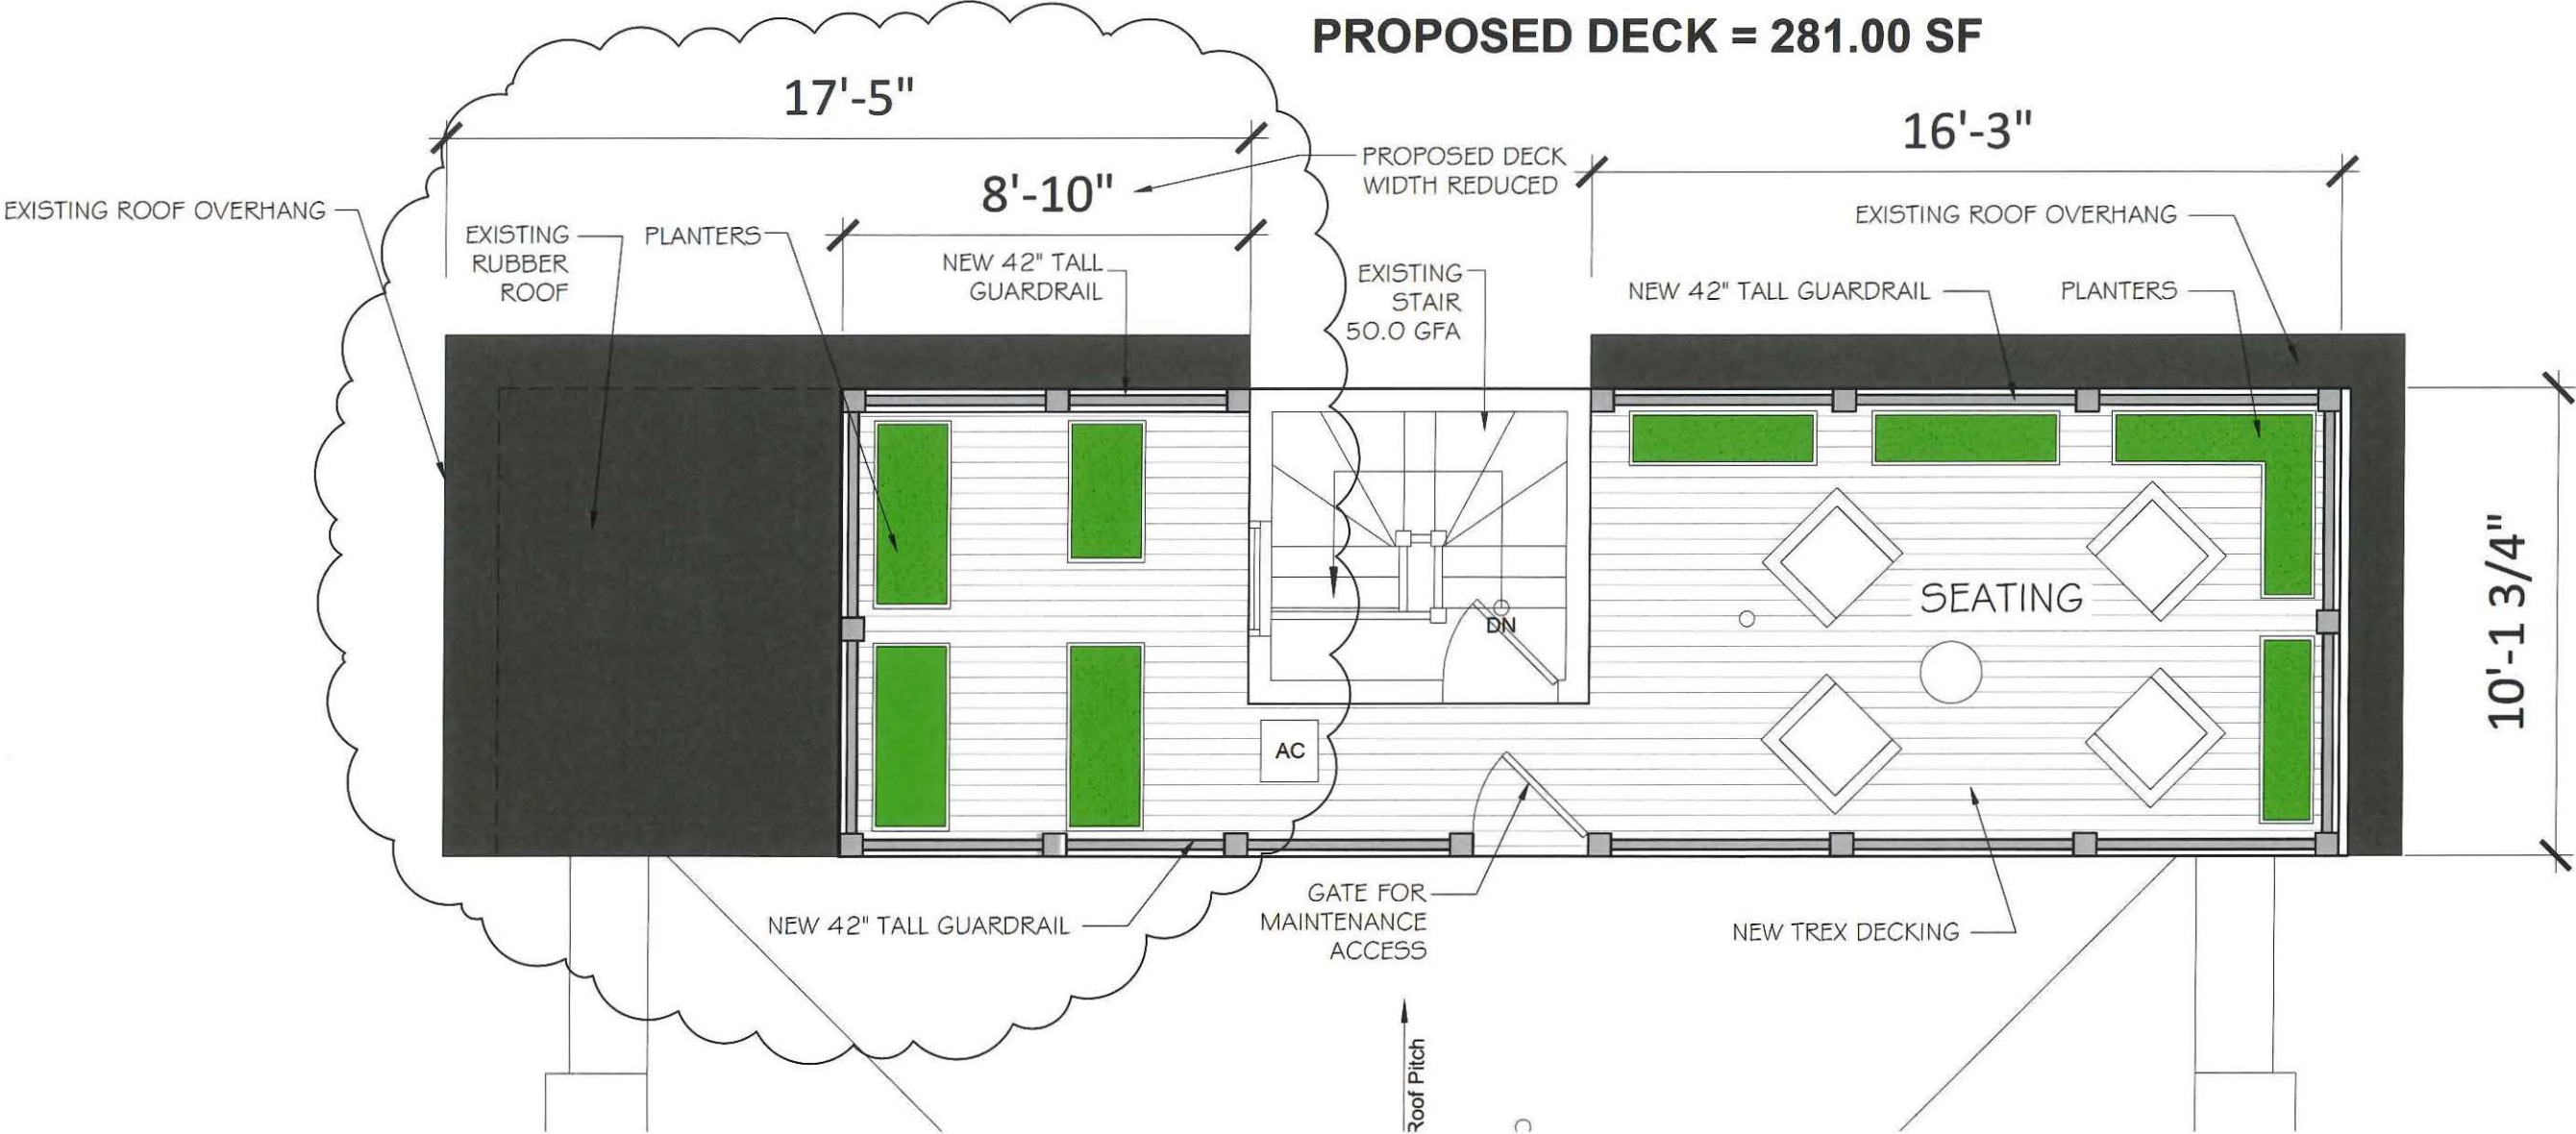 PROPOSED DECK = 281.00 SF
17'-5"
16'-3"
PROPOSED DECK
WIDTH REDUCED
8'-10"
EXISTING ROOF OVERHANG
EXISTING
RUBBER
ROOF
PLANTERS
NEW 42" TALL
GUARDRAIL
EXISTING
STAIR
50.0 GFA
EXISTING ROOF OVERHANG
NEW 42" TALL GUARDRAIL
PLANTERS
SEATING
DN
AC
10'-1 3/4"
NEW 42" TALL GUARDRAIL
GATE FOR
MAINTENANCE
ACCESS
NEW TREX DECKING
Roof Pitch